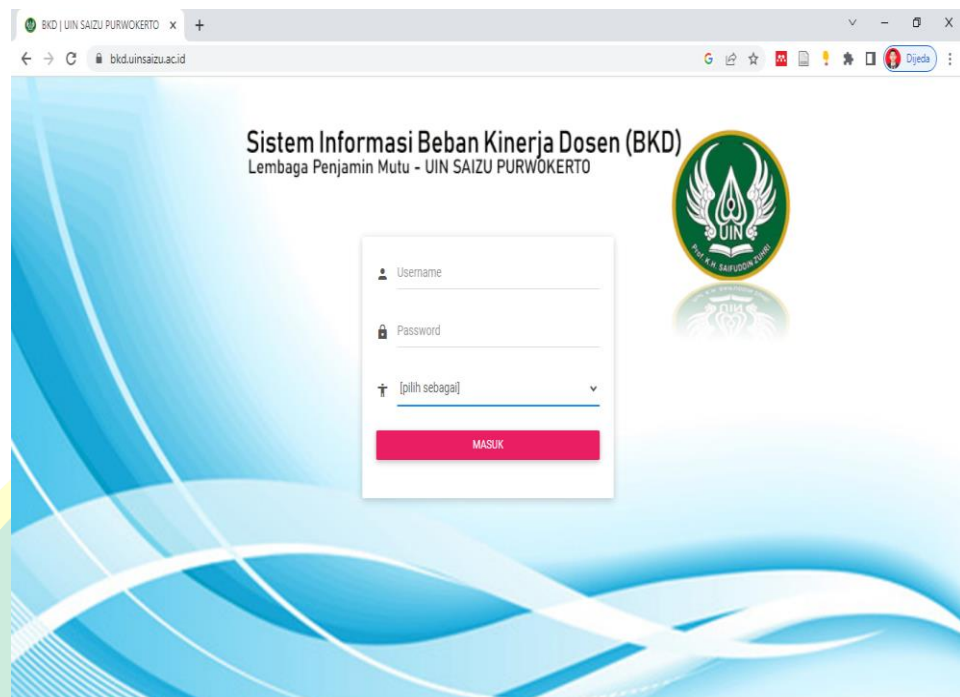 BKD | UIN SAIZU PURWOKERTO
bkd.uinsaizu.ac.id
Dijeda
Sistem Informasi Beban Kinerja Dosen (BKD)
Lembaga Penjamin Mutu - UIN SAIZU PURWOKERTO
UIN
Prof. K.H. SAIFUDDIN ZUHRI
Username
Password
[pilih sebagai]
MASUK